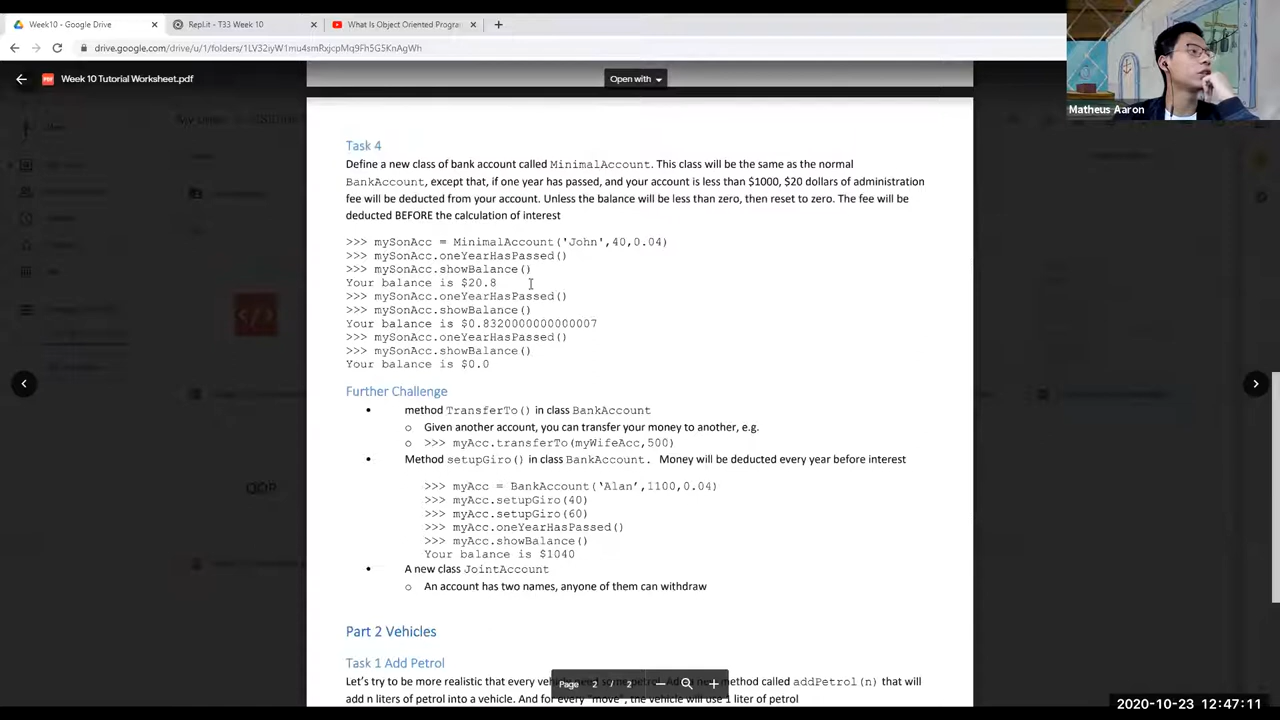 Week10 - Google Drive
Repl.it - T33 Week 10
What Is Object Oriented Progra
drive.google.com/drive/u/1/folders/1LV32iyW1mu4smRxjcpMq9Fh5G5KnAgWh
PDF
Week 10 Tutorial Worksheet.pdf
Open with
Matheus Aaron
Task 4
Define a new class of bank account called MinimalAccount. This class will be the same as the normal
BankAccount, except that, if one year has passed, and your account is less than $1000, $20 dollars of administration
fee will be deducted from your account. Unless the balance will be less than zero, then reset to zero. The fee will be
deducted BEFORE the calculation of interest
>>> mySonAcc = MinimalAccount('John',40,0.04)
>>> mySonAcc.oneYearHasPassed()
>>> mySonAcc.showBalance()
Your balance is $20.8
>>> mySonAcc.oneYearHasPassed()
>>> mySonAcc.showBalance()
Your balance is $0.8320000000000007
>>> mySonAcc.oneYearHasPassed()
>>> mySonAcc.showBalance()
Your balance is $0.0
Further Challenge
• method TransferTo() in class BankAccount
o Given another account, you can transfer your money to another, e.g.
o >>> myAcc.transferTo(myWifeAcc,500)
• Method setupGiro() in class BankAccount. Money will be deducted every year before interest
>>> myAcc = BankAccount(‘Alan’,1100,0.04)
>>> myAcc.setupGiro(40)
>>> myAcc.setupGiro(60)
>>> myAcc.oneYearHasPassed()
>>> myAcc.showBalance()
Your balance is $1040
• A new class JointAccount
o An account has two names, anyone of them can withdraw
Part 2 Vehicles
Task 1 Add Petrol
Let’s try to be more realistic that every method called addPetrol(n) that will
Page 2 / 2
add n liters of petrol into a vehicle. And for every "move", the vehicle will use 1 liter of petrol
2020-10-23 12:47:11